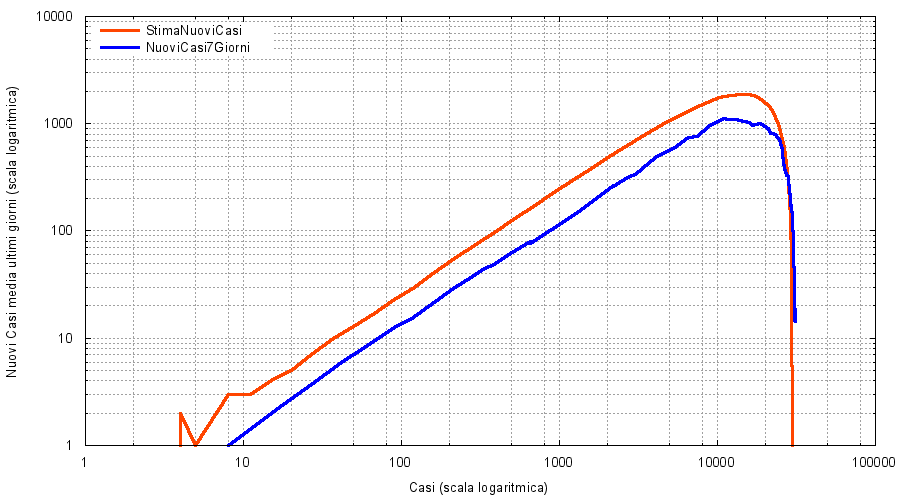 10000
StimaNuoviCasi
NuoviCasi7Giorni
1000
100
10
1
Nuovi Casi media ultimi giorni (scala logaritmica)
1 10 100 1000 10000 100000
Casi (scala logaritmica)